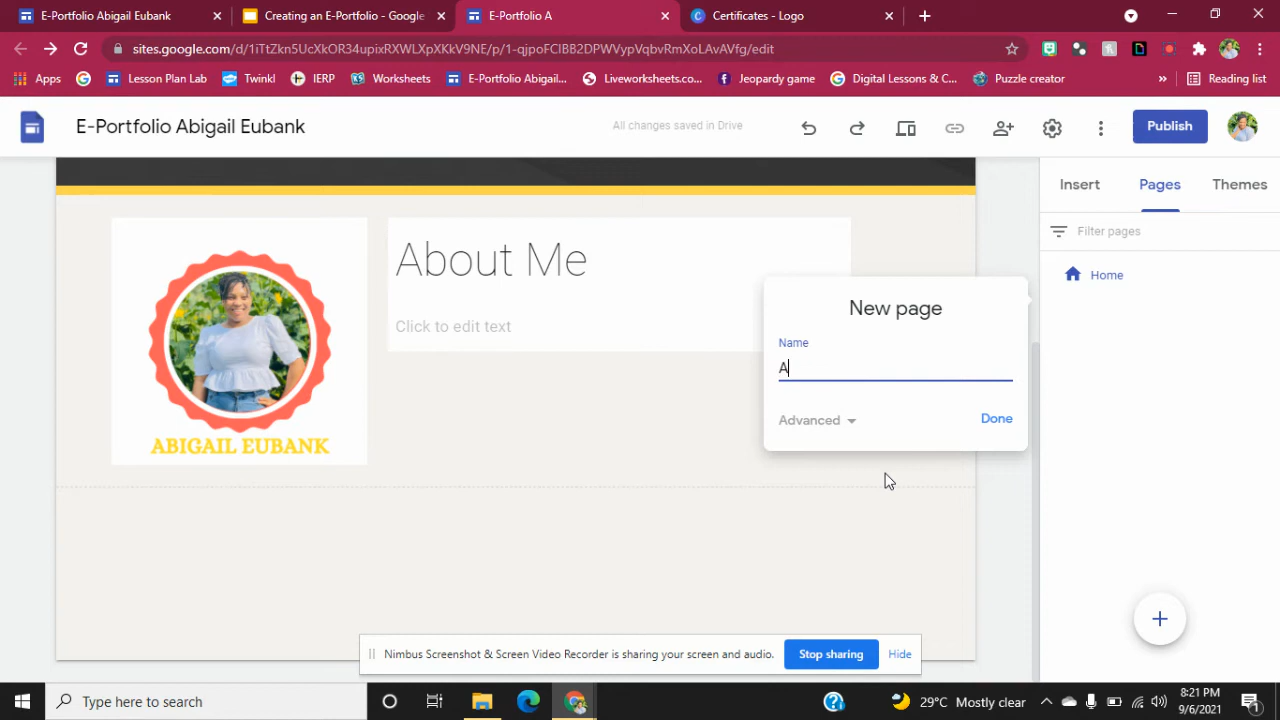 E-Portfolio Abigail Eubank
Creating an E-Portfolio - Google
E-Portfolio A
Certificates - Logo
sites.google.com/d/1iTtZkn5UcXkOR34upixRXWLXpXKkV9NE/p/1-qjpoFCIBB2DPWVypVqbvRmXoLAvAVfg/edit
Apps
Lesson Plan Lab
Twinkl
IERP
Worksheets
E-Portfolio Abigail...
Liveworksheets.co...
Jeopardy game
Digital Lessons & C...
Puzzle creator
»
Reading list
E-Portfolio Abigail Eubank
All changes saved in Drive
Publish
Insert
Pages
Themes
Filter pages
Home
About Me
Click to edit text
ABIGAIL EUBANK
New page
Name
A
Advanced
Done
Nimbus Screenshot & Screen Video Recorder is sharing your screen and audio.
Stop sharing
Hide
Type here to search
29°C Mostly clear
8:21 PM
9/6/2021
1